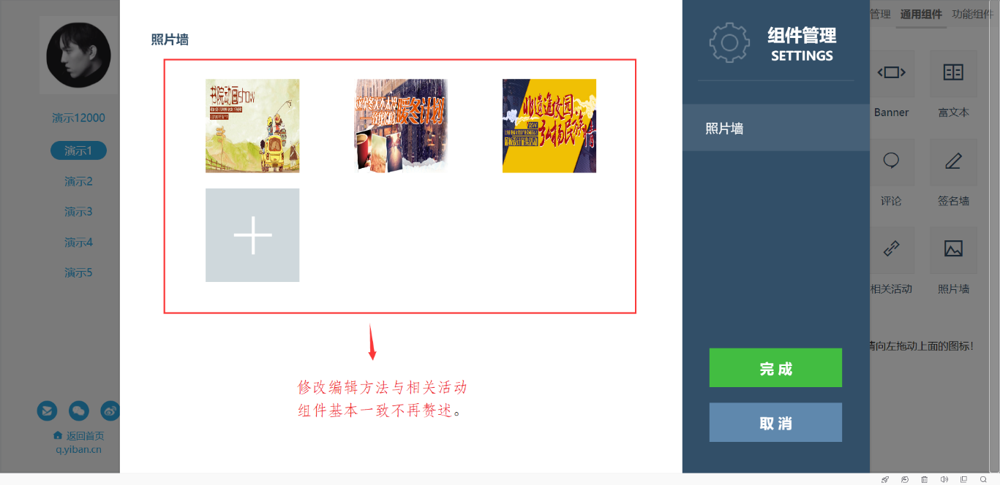 演示12000
演示1
演示2
演示3
演示4
演示5
返回首页
q.yiban.cn
照片墙
书院动画show
暖冬计划
非遗进校园
修改编辑方法与相关活动
组件基本一致不再赘述。
组件管理
SETTINGS
照片墙
完成
取消
管理 通用组件 功能组件
Banner 富文本
评论 签名墙
相关活动 照片墙
请向左拖动上面的图标！